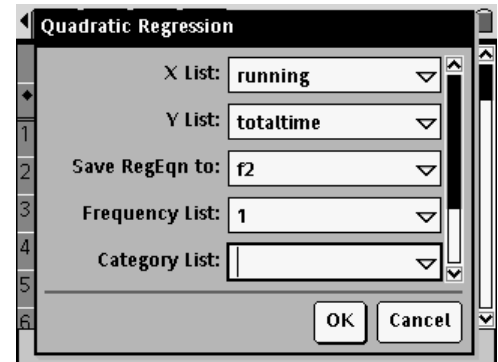 Quadratic Regression
X List: running
Y List: totaltime
Save RegEqn to: f2
Frequency List: 1
Category List:
OK Cancel
1
2
3
4
5
6